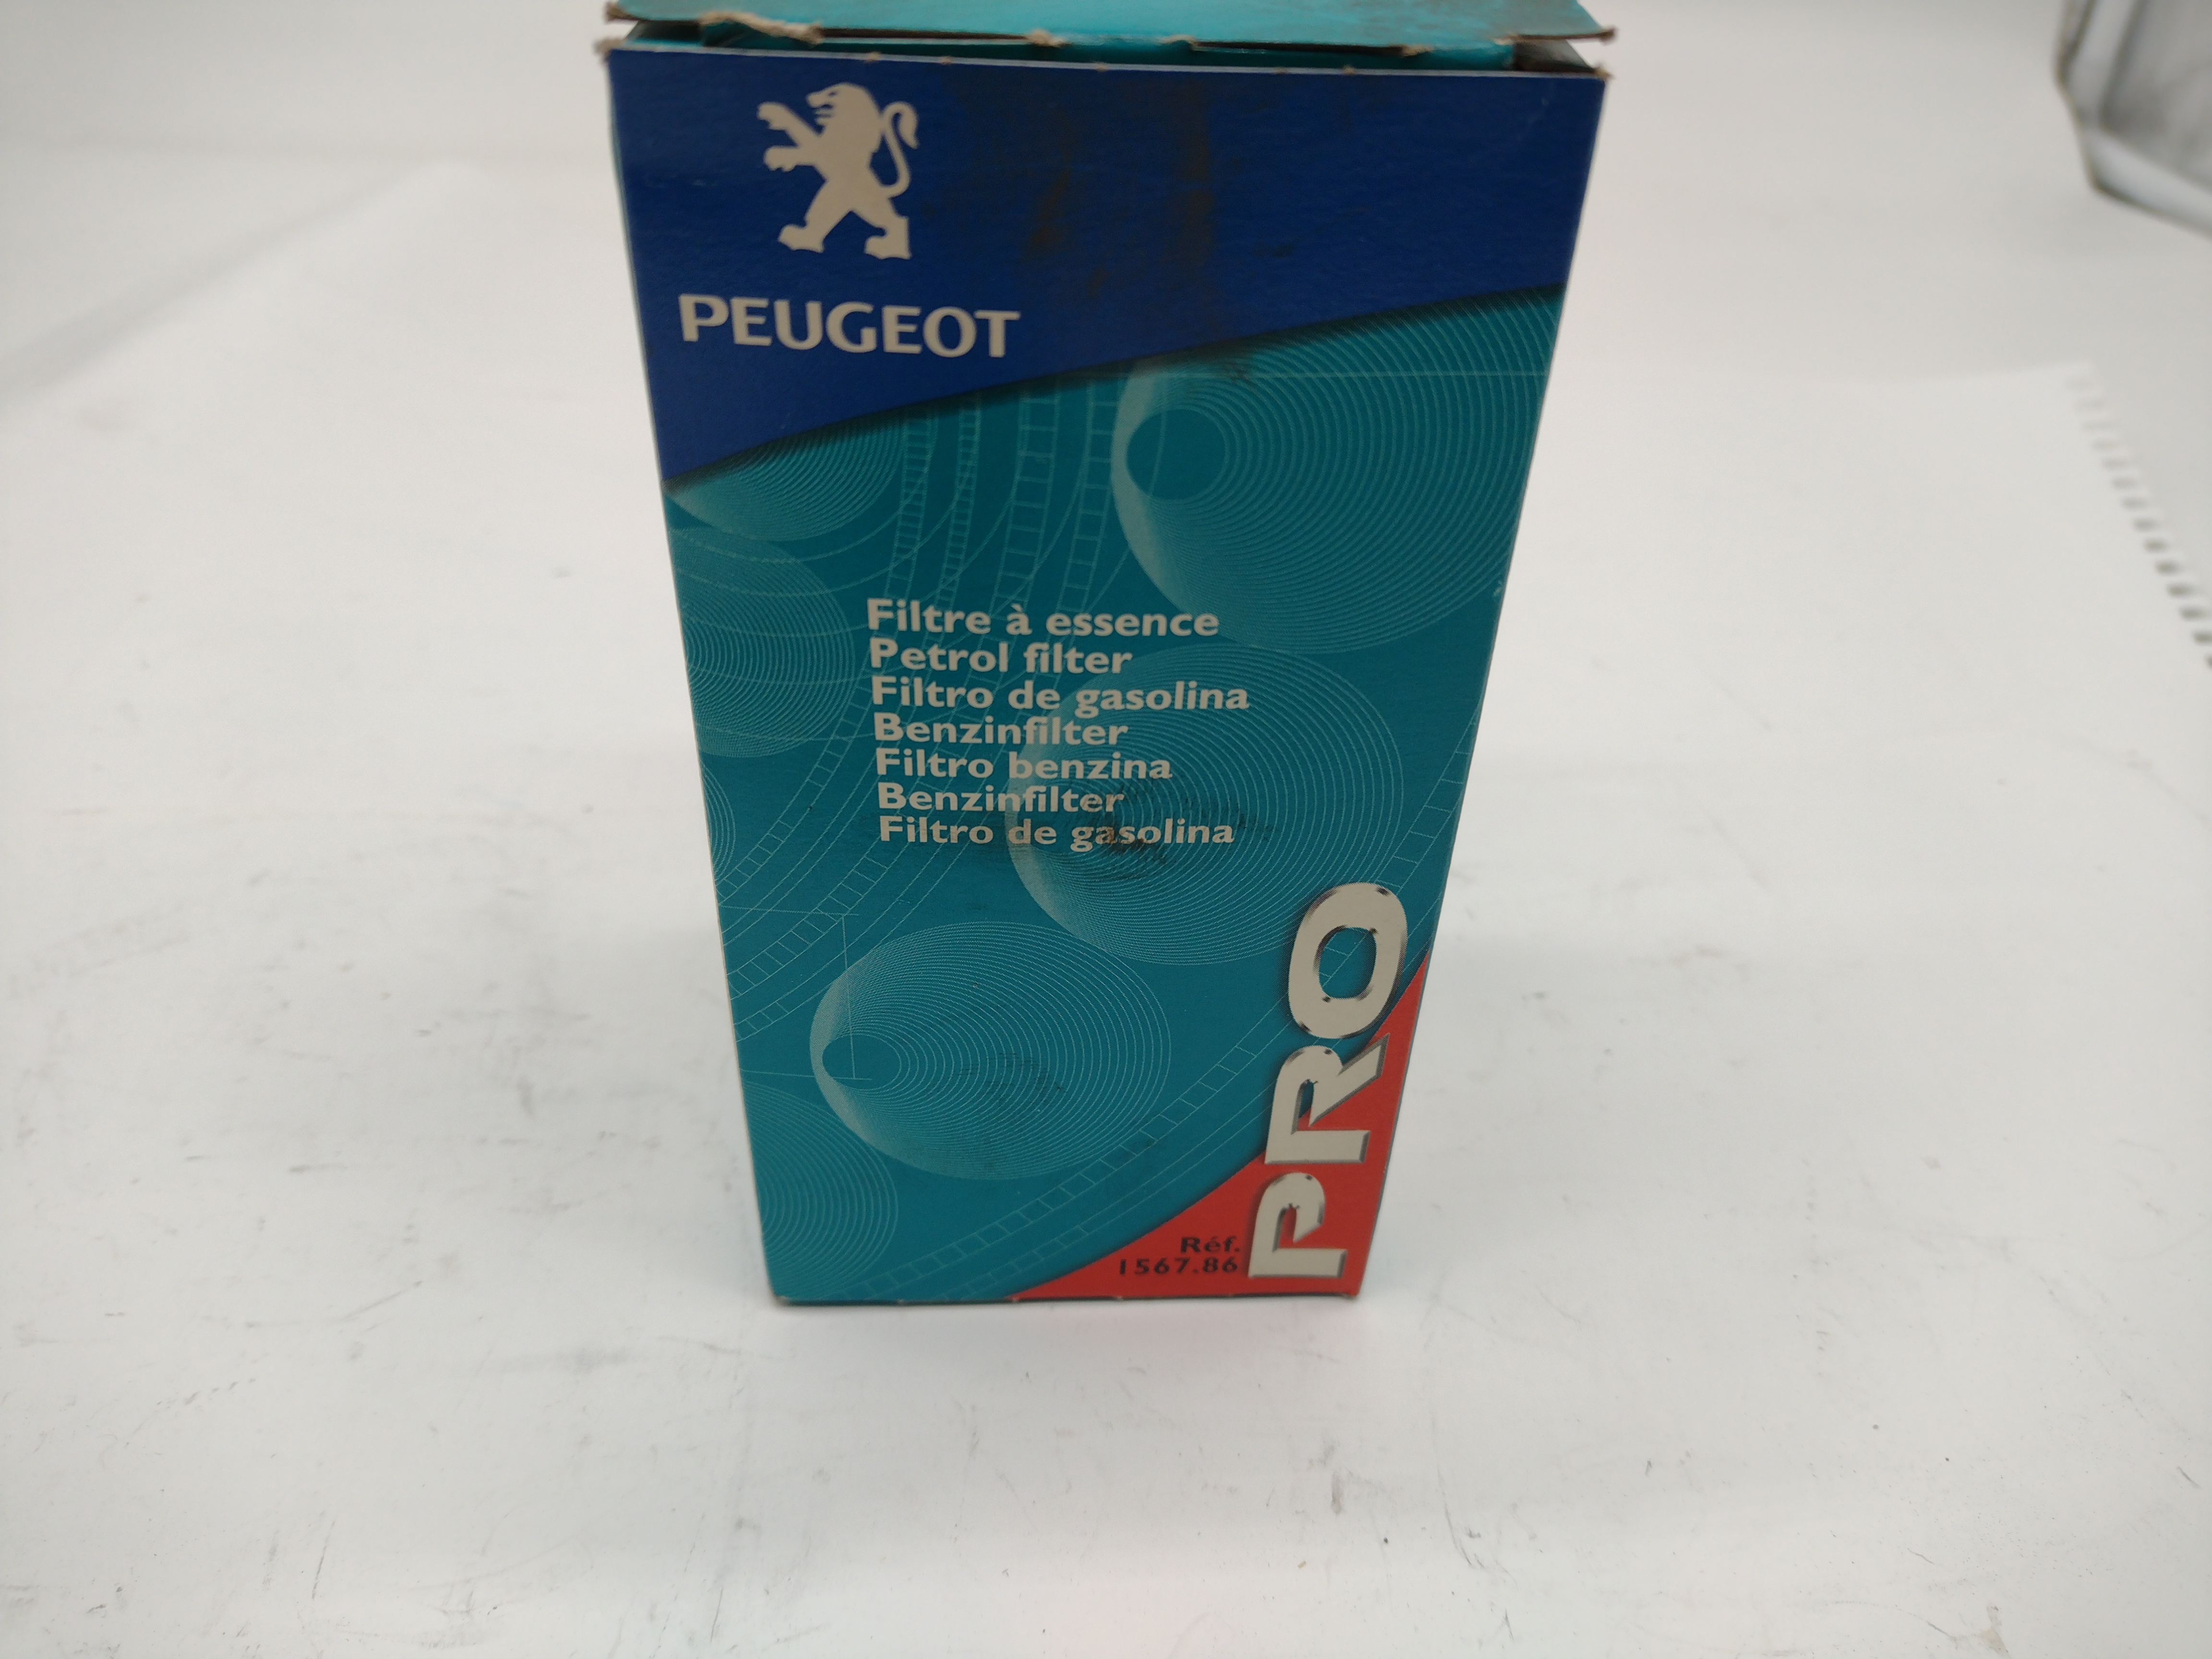 PEUGEOT
Filtre à essence
Petrol filter
Filtro de gasolina
Benzinfilter
Filtro benzina
Benzinfilter
Filtro de gasolina
PRO
Réf.
1567.86